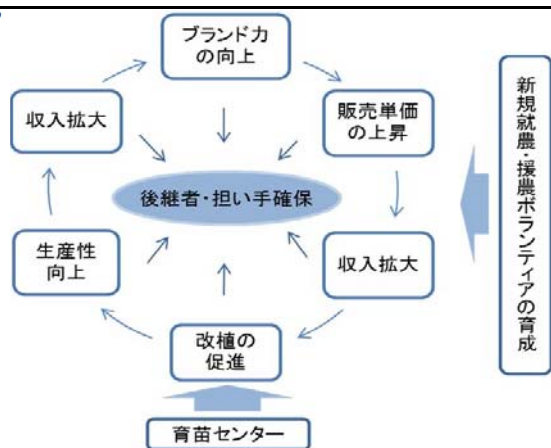 ブランド力
の向上
販売単価
の上昇
収入拡大
改植の
促進
生産性
向上
収入拡大
後継者・担い手確保
育苗センター
新規就農・援農ボランティアの育成